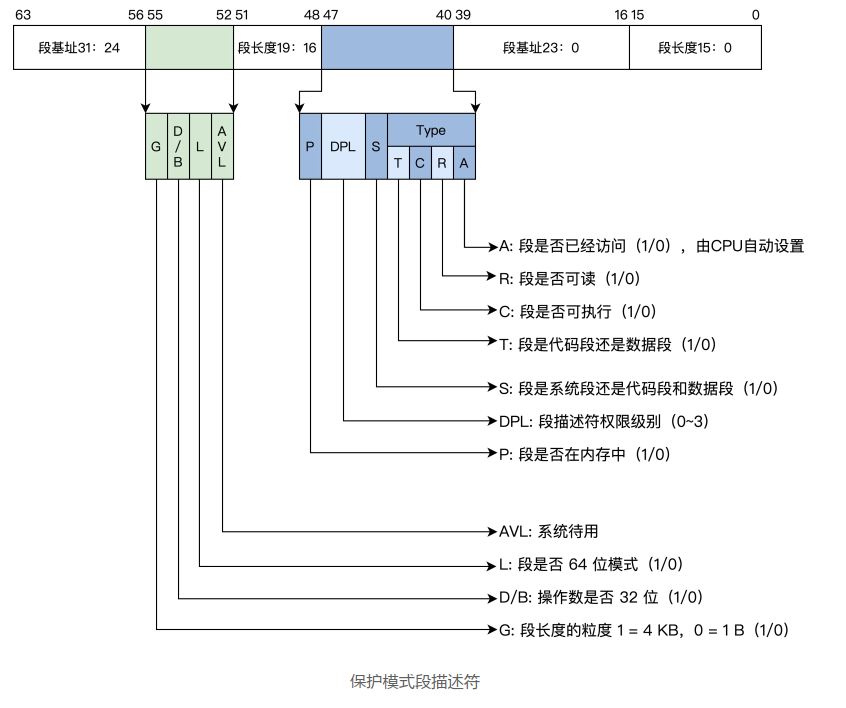 63 56 55 52 51 48 47 40 39 16 15 0
段基址31：24 段长度19：16 段基址23：0 段长度15：0
G D/B L AVL P DPL S Type
T C R A
A: 段是否已经访问（1/0），由CPU自动设置
R: 段是否可读（1/0）
C: 段是否可执行（1/0）
T: 段是代码段还是数据段（1/0）
S: 段是系统段还是代码段和数据段（1/0）
DPL: 段描述符权限级别（0~3）
P: 段是否在内存中（1/0）
AVL: 系统待用
L: 段是否 64 位模式（1/0）
D/B: 操作数是否 32 位（1/0）
G: 段长度的粒度 1 = 4 KB，0 = 1 B（1/0）
保护模式段描述符